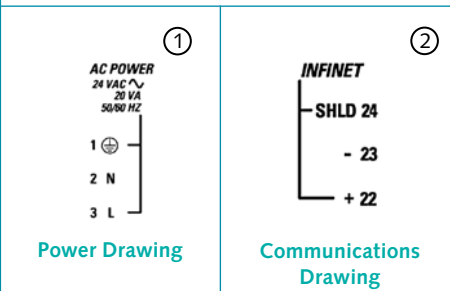 ①
AC POWER
24 VAC ∿
20 VA
50/60 HZ
1 ⏚
2 N
3 L
Power Drawing
②
INFINET
SHLD 24
- 23
+ 22
Communications
Drawing